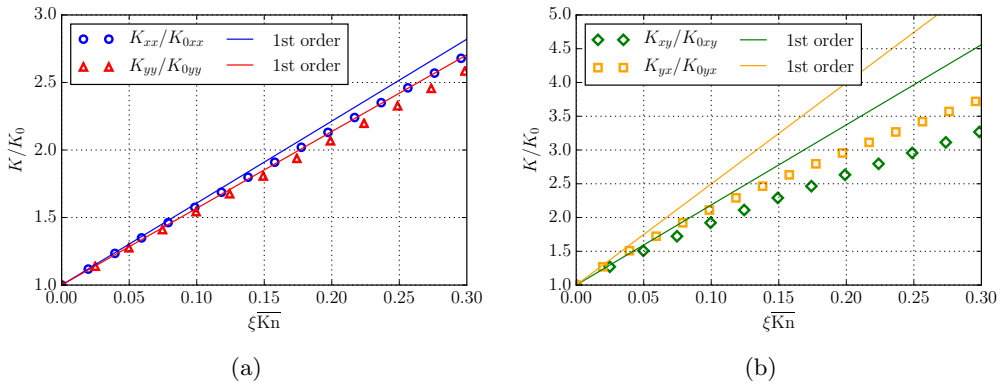 K_{xx}/K_{0xx} 1st order
K_{yy}/K_{0yy} 1st order
K/K_0
3.0
2.5
2.0
1.5
1.0
0.00 0.05 0.10 0.15 0.20 0.25 0.30
ξ\overline{Kn}
(a)
K_{xy}/K_{0xy} 1st order
K_{yx}/K_{0yx} 1st order
K/K_0
5.0
4.5
4.0
3.5
3.0
2.5
2.0
1.5
1.0
0.00 0.05 0.10 0.15 0.20 0.25 0.30
ξ\overline{Kn}
(b)